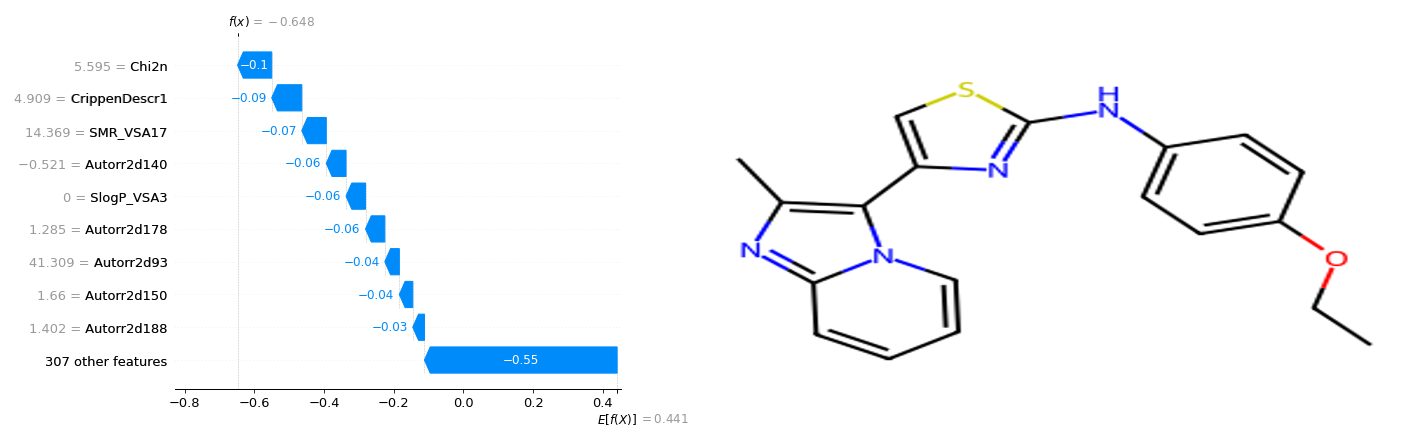 f(x) = −0.648
5.595 = Chi2n
−0.1
4.909 = CrippenDescr1
−0.09
14.369 = SMR_VSA17
−0.07
−0.521 = Autorr2d140
−0.06
0 = SlogP_VSA3
−0.06
1.285 = Autorr2d178
−0.06
41.309 = Autorr2d93
−0.04
1.66 = Autorr2d150
−0.04
1.402 = Autorr2d188
−0.03
307 other features
−0.55
−0.8 −0.6 −0.4 −0.2 0.0 0.2 0.4
E[f(X)] = 0.441
S
H
N
N
N
N
O